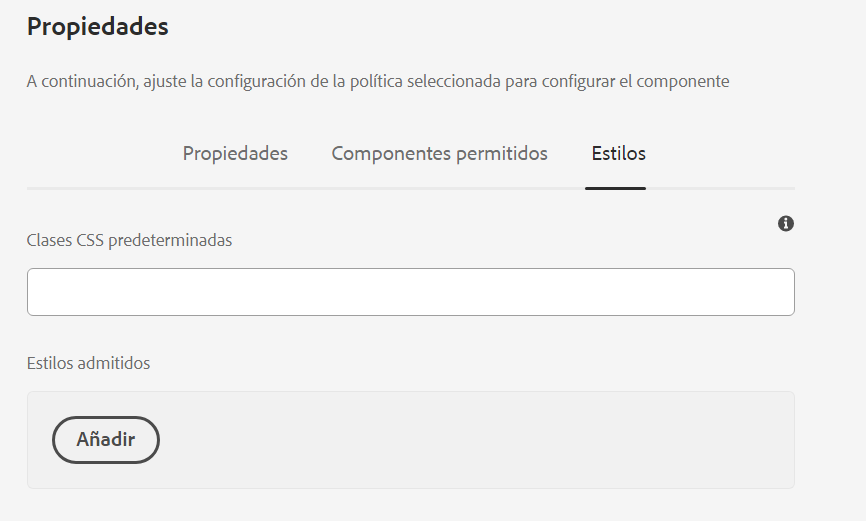 Propiedades
A continuación, ajuste la configuración de la política seleccionada para configurar el componente
Propiedades Componentes permitidos Estilos
Clases CSS predeterminadas
Estilos admitidos
Añadir